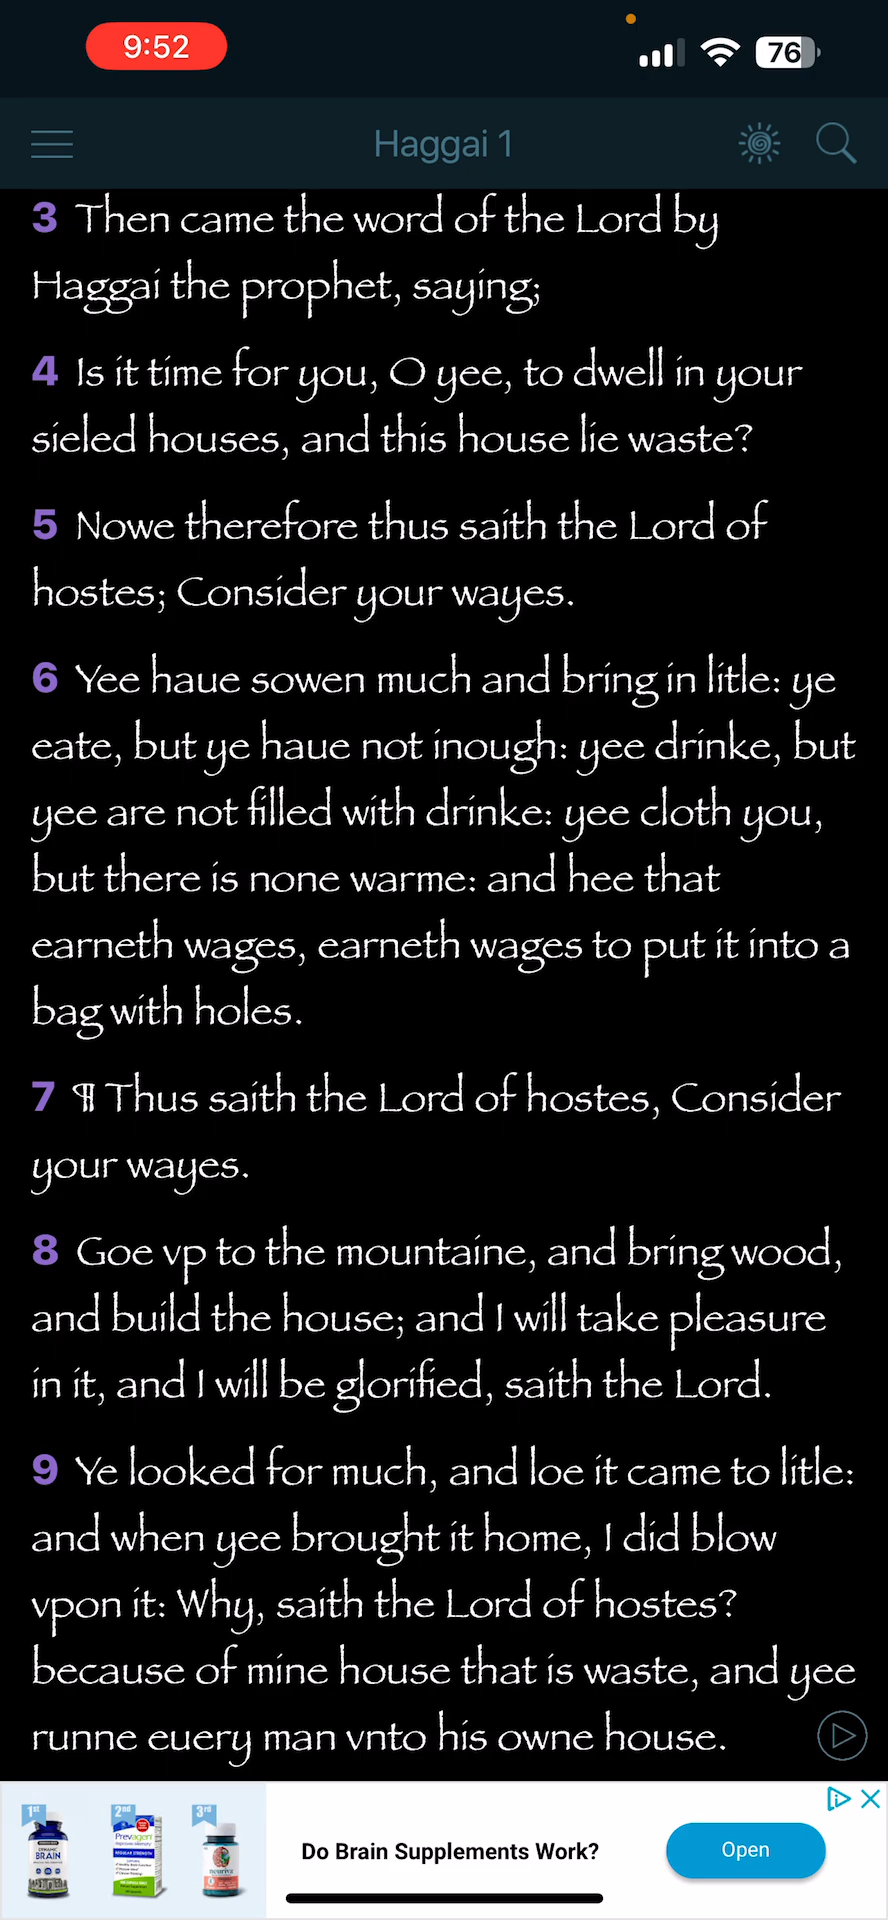 9:52
76
Haggai 1
3 Then came the word of the Lord by
Haggai the prophet, saying;
4 Is it time for you, O yee, to dwell in your
sieled houses, and this house lie waste?
5 Nowe therefore thus saith the Lord of
hostes; Consider your wayes.
6 Yee haue sowen much and bring in litle: ye
eate, but ye haue not inough: yee drinke, but
yee are not filled with drinke: yee cloth you,
but there is none warme: and hee that
earneth wages, earneth wages to put it into a
bag with holes.
7 ¶ Thus saith the Lord of hostes, Consider
your wayes.
8 Goe vp to the mountaine, and bring wood,
and build the house; and I will take pleasure
in it, and I will be glorified, saith the Lord.
9 Ye looked for much, and loe it came to litle:
and when yee brought it home, I did blow
vpon it: Why, saith the Lord of hostes?
because of mine house that is waste, and yee
runne euery man vnto his owne house.
1st
2nd
3rd
BRAIN
Prevagen
REGULAR STRENGTH
neuriva
Do Brain Supplements Work?
Open